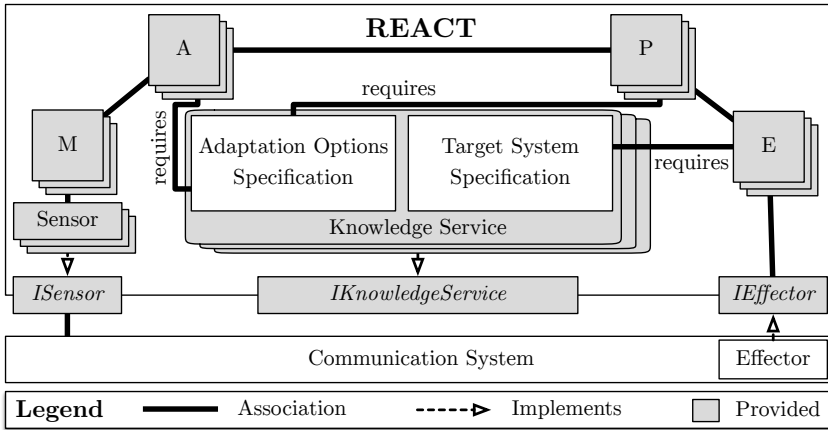 REACT
A
P
requires
requires
M
Adaptation Options
Specification
Target System
Specification
requires
E
Sensor
Knowledge Service
ISensor
IKnowledgeService
IEffector
Communication System
Effector
Legend
Association
Implements
Provided